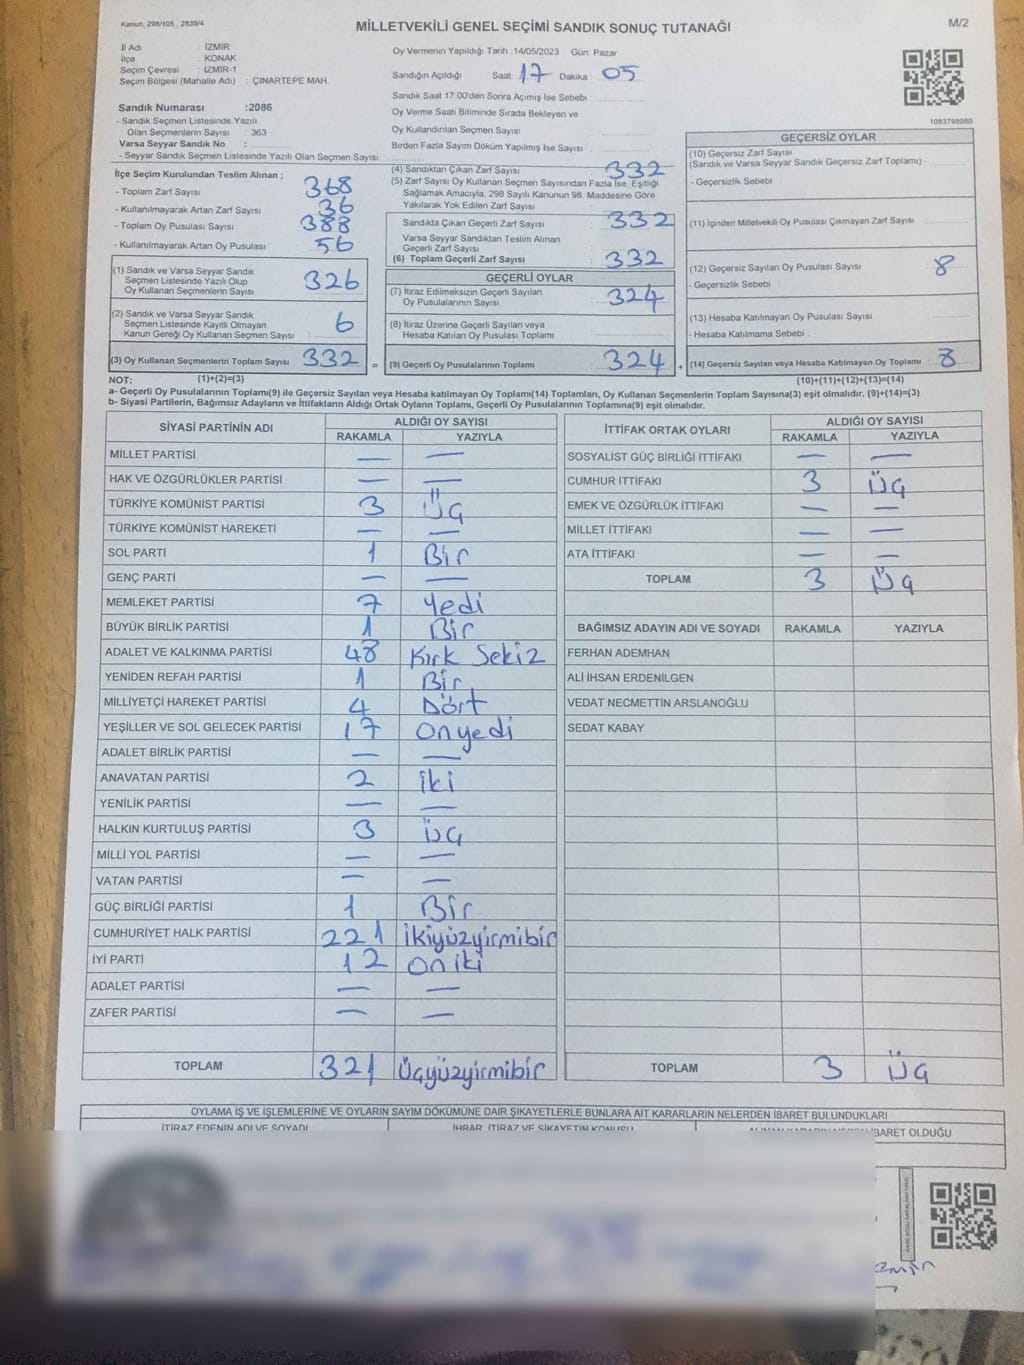 Kanun: 298/105 , 2839/4
MİLLETVEKİLİ GENEL SEÇİMİ SANDIK SONUÇ TUTANAĞI
M/2
İl Adı : İZMİR
İlçe : KONAK
Seçim Çevresi : İZMİR-1
Seçim Bölgesi (Mahalle Adı) : ÇINARTEPE MAH.
Sandık Numarası :2086
- Sandık Seçmen Listesinde Yazılı
Olan Seçmenlerin Sayısı : 363
Varsa Seyyar Sandık No :
- Seyyar Sandık Seçmen Listesinde Yazılı Olan Seçmen Sayısı:
Oy Vermenin Yapıldığı Tarih :14/05/2023 Gün: Pazar
Sandığın Açıldığı Saat: 17 Dakika : 05
Sandık Saat 17:00'den Sonra Açımış İse Sebebi :
Oy Verme Saati Bitiminde Sırada Bekleyen ve
Oy Kullandırılan Seçmen Sayısı :
Birden Fazla Sayım Döküm Yapılmış İse Sayısı :
1083798080
İlçe Seçim Kurulundan Teslim Alınan ;
- Toplam Zarf Sayısı : 368
- Kullanılmayarak Artan Zarf Sayısı : 36
- Toplam Oy Pusulası Sayısı : 388
- Kullanılmayarak Artan Oy Pusulası : 56
(1) Sandık ve Varsa Seyyar Sandık
Seçmen Listesinde Yazılı Olup
Oy Kullanan Seçmenlerin Sayısı : 326
(2) Sandık ve Varsa Seyyar Sandık
Seçmen Listesinde Kayıtlı Olmayan
Kanun Gereği Oy Kullanan Seçmen Sayısı : 6
(3) Oy Kullanan Seçmenlerin Toplam Sayısı : 332 =
(4) Sandıktan Çıkan Zarf Sayısı : 332
(5) Zarf Sayısı Oy Kullanan Seçmen Sayısından Fazla İse, Eşitliği
Sağlamak Amacıyla; 298 Sayılı Kanunun 98. Maddesine Göre
Yakılarak Yok Edilen Zarf Sayısı :
Sandıkta Çıkan Geçerli Zarf Sayısı : 332
Varsa Seyyar Sandıktan Teslim Alınan
Geçerli Zarf Sayısı :
(6) Toplam Geçerli Zarf Sayısı : 332
GEÇERLİ OYLAR
(7) İtiraz Edilmeksizin Geçerli Sayılan
Oy Pusulalarının Sayısı : 324
(8) İtiraz Üzerine Geçerli Sayılan veya
Hesaba Katılan Oy Pusulası Toplamı :
(9) Geçerli Oy Pusulalarının Toplamı : 324 +
GEÇERSİZ OYLAR
(10) Geçersiz Zarf Sayısı
(Sandık ve Varsa Seyyar Sandık Geçersiz Zarf Toplamı) :
- Geçersizlik Sebebi :
(11) İçinden Milletvekili Oy Pusulası Çıkmayan Zarf Sayısı :
(12) Geçersiz Sayılan Oy Pusulası Sayısı : 8
- Geçersizlik Sebebi :
(13) Hesaba Katılmayan Oy Pusulası Sayısı :
- Hesaba Katılmama Sebebi :
(14) Geçersiz Sayılan veya Hesaba Katılmayan Oy Toplamı : 8
NOT: (1)+(2)=(3) (10)+(11)+(12)+(13)=(14)
a- Geçerli Oy Pusulalarının Toplamı(9) ile Geçersiz Sayılan veya Hesaba katılmayan Oy Toplamı(14) Toplamları, Oy Kullanan Seçmenlerin Toplam Sayısına(3) eşit olmalıdır. (9)+(14)=(3)
b- Siyasi Partilerin, Bağımsız Adayların ve İttifakların Aldığı Ortak Oyların Toplamı, Geçerli Oy Pusulalarının Toplamına(9) eşit olmalıdır.
SİYASİ PARTİNİN ADI ALDIĞI OY SAYISI
RAKAMLA YAZIYLA
MİLLET PARTİSİ — —
HAK VE ÖZGÜRLÜKLER PARTİSİ — —
TÜRKİYE KOMÜNİST PARTİSİ 3 Üç
TÜRKİYE KOMÜNİST HAREKETİ — —
SOL PARTİ 1 Bir
GENÇ PARTİ — —
MEMLEKET PARTİSİ 7 Yedi
BÜYÜK BİRLİK PARTİSİ 1 Bir
ADALET VE KALKINMA PARTİSİ 48 Kırk Sekiz
YENİDEN REFAH PARTİSİ 1 Bir
MİLLİYETÇİ HAREKET PARTİSİ 4 Dört
YEŞİLLER VE SOL GELECEK PARTİSİ 17 Onyedi
ADALET BİRLİK PARTİSİ — —
ANAVATAN PARTİSİ 2 İki
YENİLİK PARTİSİ — —
HALKIN KURTULUŞ PARTİSİ 3 Üç
MİLLİ YOL PARTİSİ — —
VATAN PARTİSİ — —
GÜÇ BİRLİĞİ PARTİSİ 1 Bir
CUMHURİYET HALK PARTİSİ 221 İkiyüzyirmibir
İYİ PARTİ 12 Oniki
ADALET PARTİSİ — —
ZAFER PARTİSİ — —
TOPLAM 321 Üçyüzyirmibir
İTTİFAK ORTAK OYLARI ALDIĞI OY SAYISI
RAKAMLA YAZIYLA
SOSYALİST GÜÇ BİRLİĞİ İTTİFAKI — —
CUMHUR İTTİFAKI 3 Üç
EMEK VE ÖZGÜRLÜK İTTİFAKI — —
MİLLET İTTİFAKI — —
ATA İTTİFAKI — —
TOPLAM 3 Üç
BAĞIMSIZ ADAYIN ADI VE SOYADI RAKAMLA YAZIYLA
FERHAN ADEMHAN
ALİ İHSAN ERDENİLGEN
VEDAT NECMETTİN ARSLANOĞLU
SEDAT KABAY
TOPLAM 3 Üç
OYLAMA İŞ VE İŞLEMLERİNE VE OYLARIN SAYIM DÖKÜMÜNE DAİR ŞİKAYETLERLE BUNLARA AİT KARARLARIN NELERDEN İBARET BULUNDUKLARI
İTİRAZ EDENİN ADI VE SOYADI İHBAR, İTİRAZ VE ŞİKAYETİN KONUSU İBARET OLDUĞU